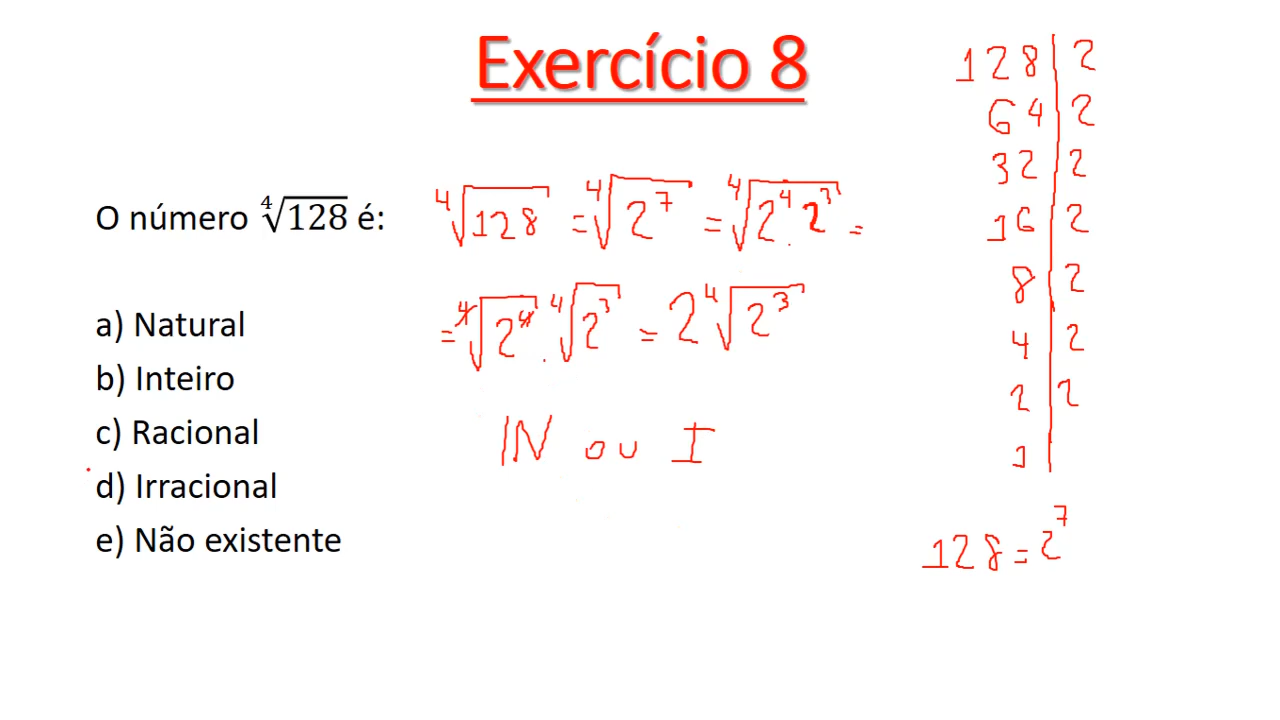 Exercício 8
O número ∜128 é:
a) Natural
b) Inteiro
c) Racional
d) Irracional
e) Não existente
∜128 = ∜2⁷ = ∜2⁴.2³ =
= ∜2⁴ . ∜2³ = 2∜2³
IN ou I
128 | 2
64 | 2
32 | 2
16 | 2
8 | 2
4 | 2
2 | 2
1 |
128 = 2⁷